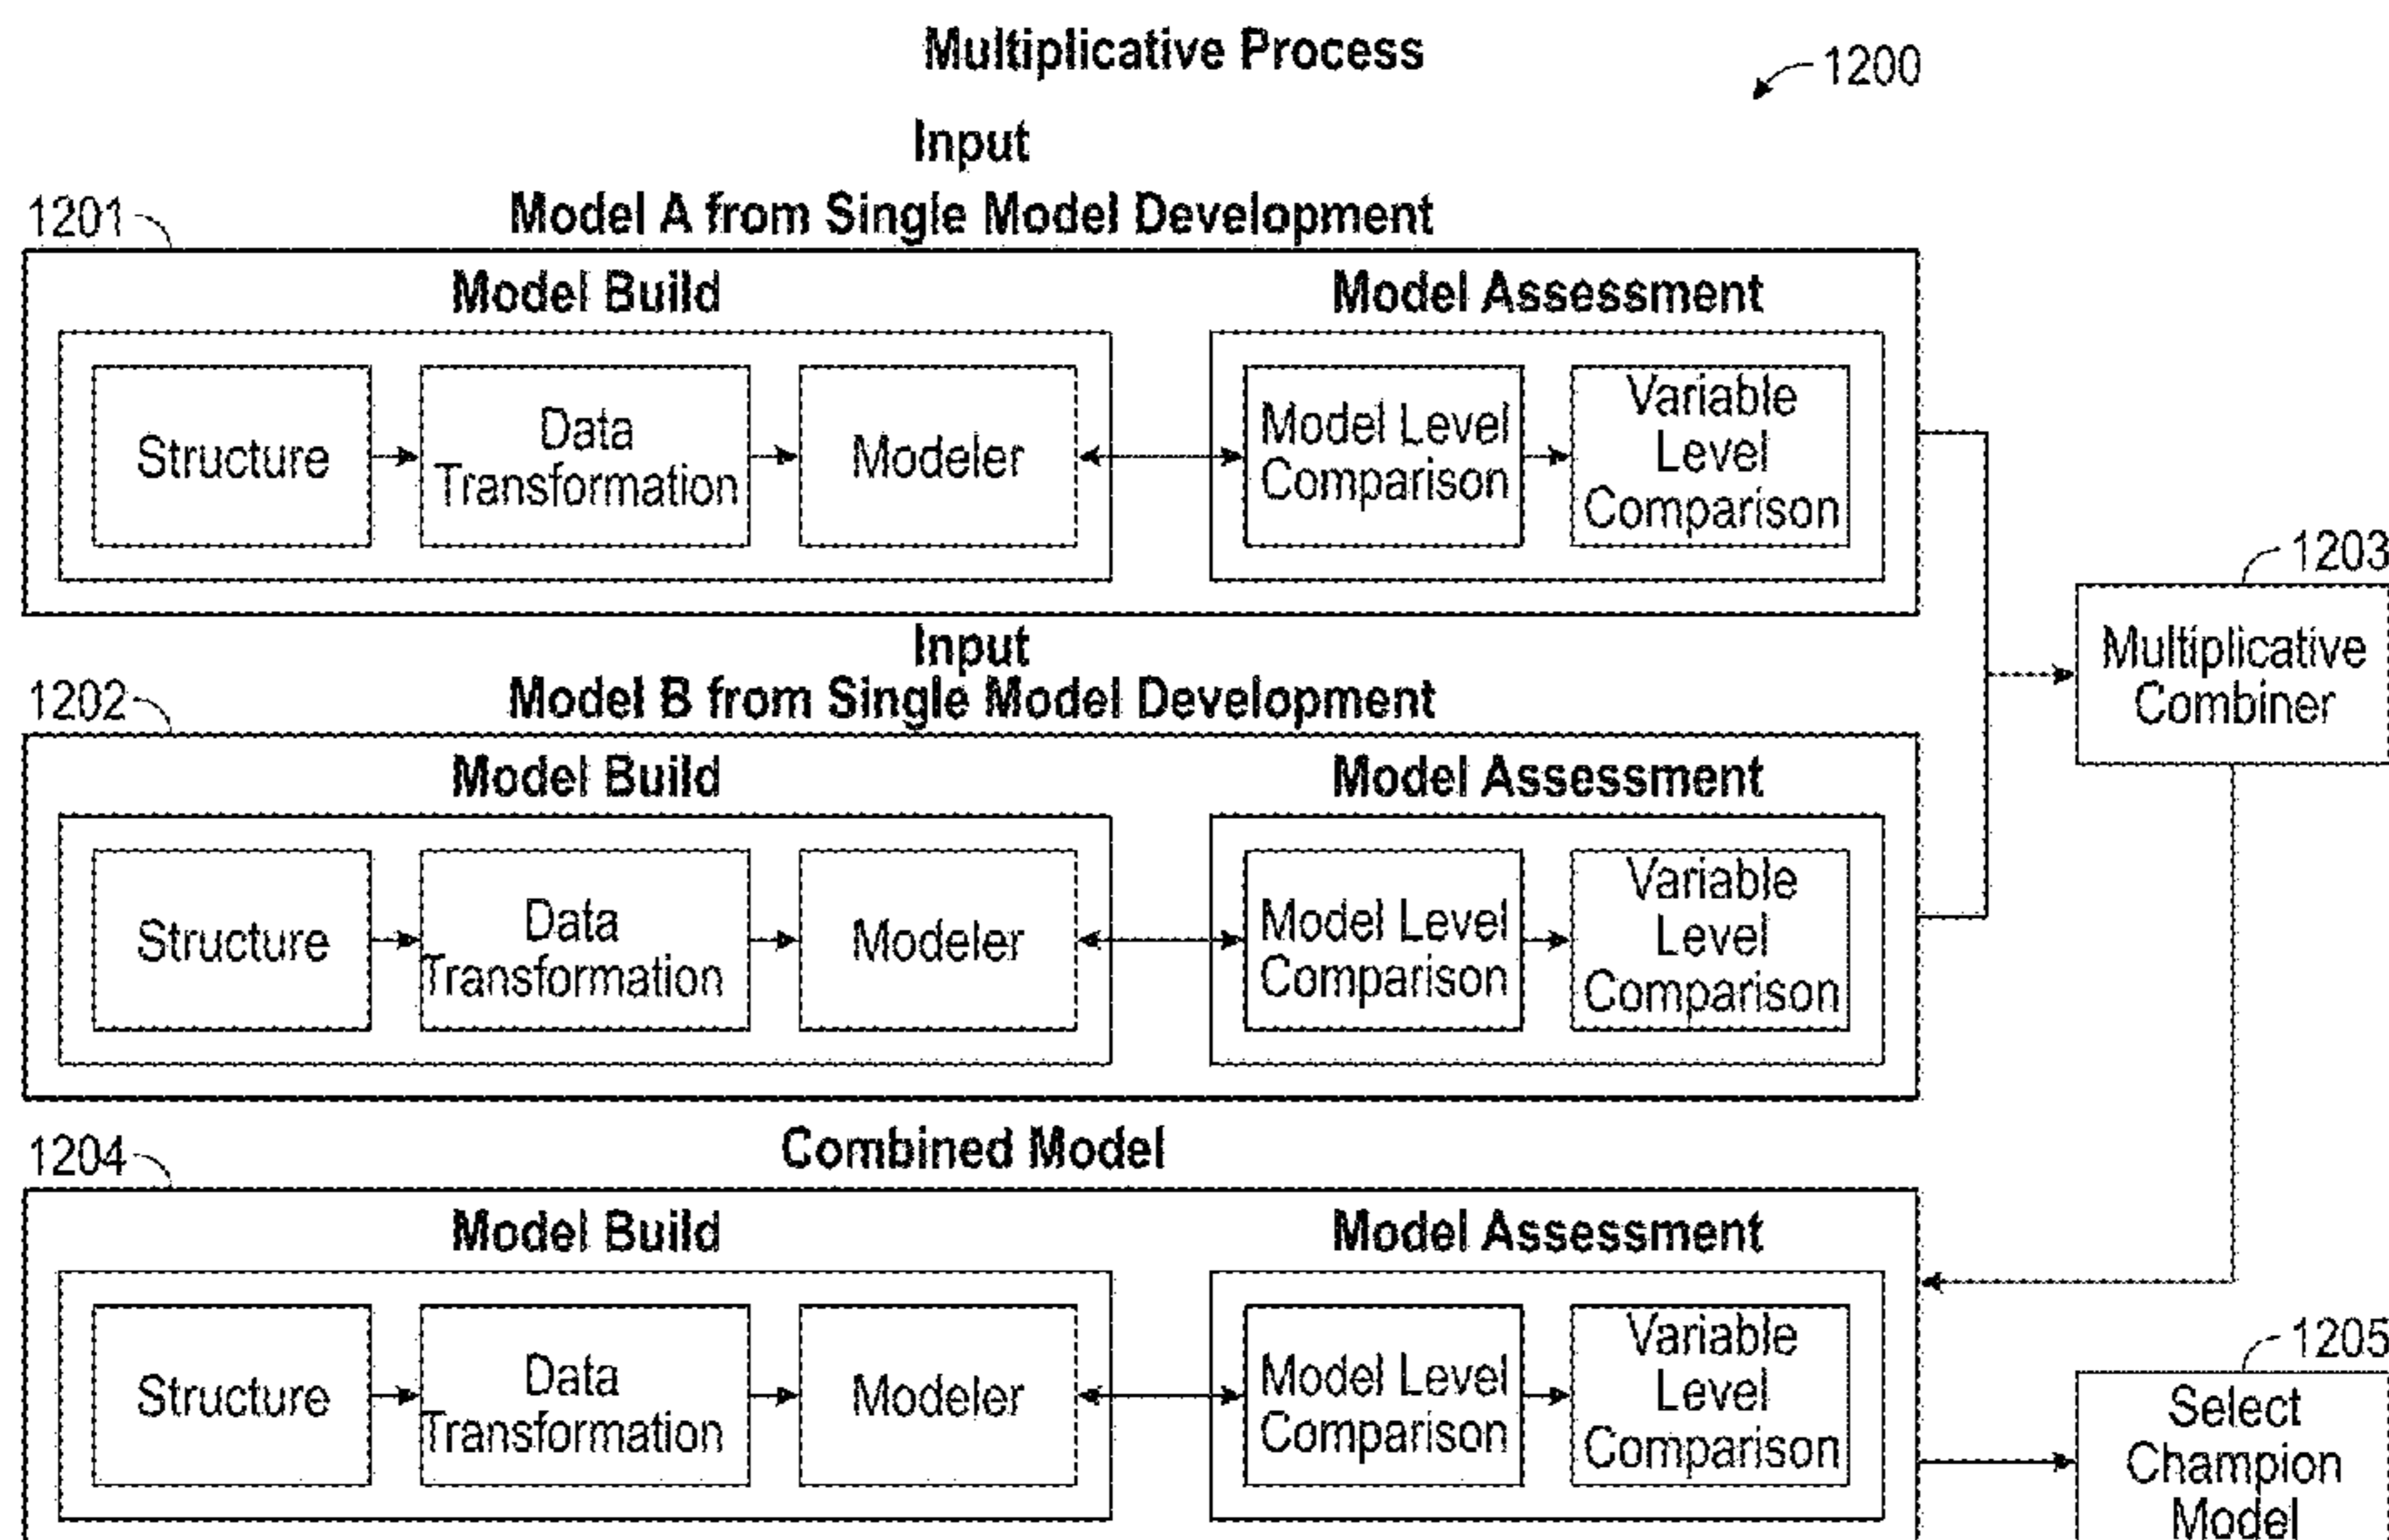 Multiplicative Process
1200
Input
Model A from Single Model Development
1201
Model Build
Model Assessment
Structure
Data
Transformation
Modeler
Model Level
Comparison
Variable
Level
Comparison
1203
Multiplicative
Combiner
Input
Model B from Single Model Development
1202
Model Build
Model Assessment
Structure
Data
Transformation
Modeler
Model Level
Comparison
Variable
Level
Comparison
Combined Model
1204
Model Build
Model Assessment
Structure
Data
Transformation
Modeler
Model Level
Comparison
Variable
Level
Comparison
1205
Select
Champion
Model